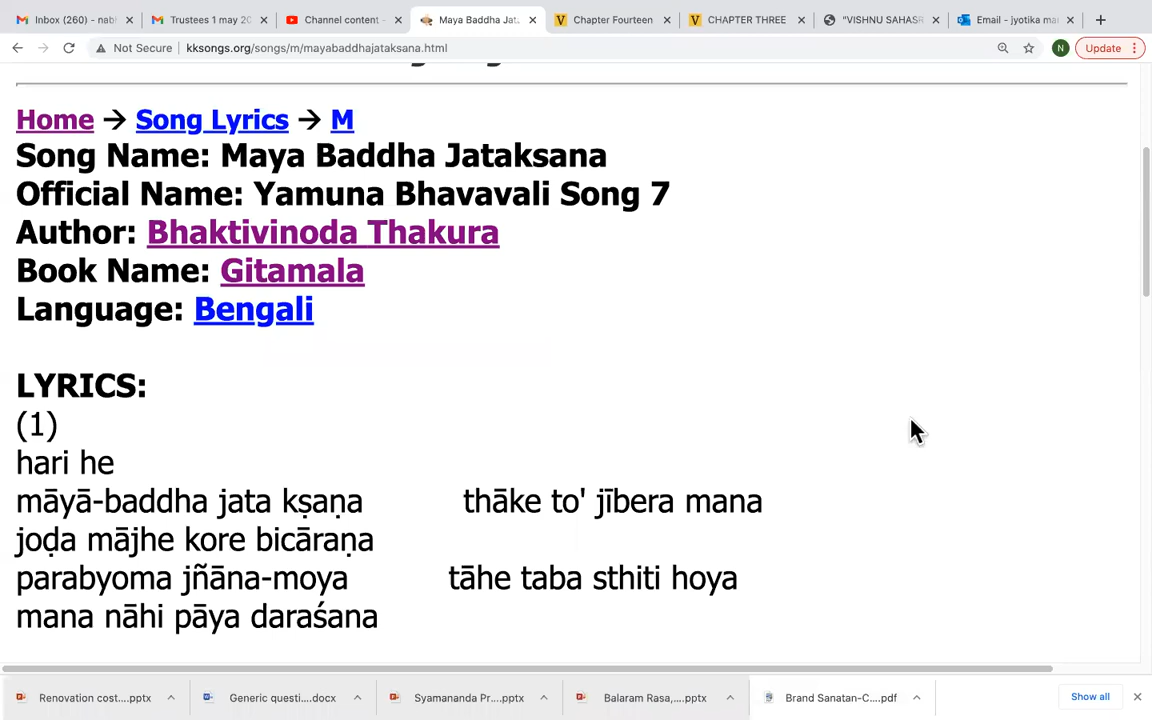 Inbox (260) - nab
Trustees 1 may 20
Channel content -
Maya Baddha Jat
Chapter Fourteen
CHAPTER THREE
"VISHNU SAHASR
Email - jyotika ma
Not Secure
kksongs.org/songs/m/mayabaddhajataksana.html
N
Update
Home → Song Lyrics → M
Song Name: Maya Baddha Jataksana
Official Name: Yamuna Bhavavali Song 7
Author: Bhaktivinoda Thakura
Book Name: Gitamala
Language: Bengali
LYRICS:
(1)
hari he
māyā-baddha jata kṣaṇa thāke to' jībera mana
joḍa mājhe kore bicāraṇa
parabyoma jñāna-moya tāhe taba sthiti hoya
mana nāhi pāya daraśana
Renovation cost....pptx
Generic questi....docx
Syamananda Pr....pptx
Balaram Rasa,....pptx
Brand Sanatan-C....pdf
Show all